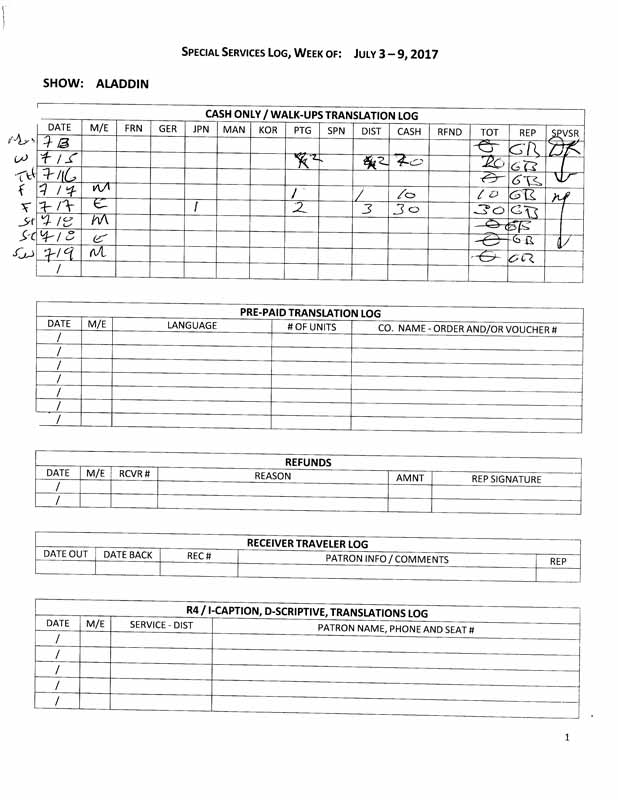 SPECIAL SERVICES LOG, WEEK OF: JULY 3 – 9, 2017
SHOW: ALADDIN
CASH ONLY / WALK-UPS TRANSLATION LOG
DATE M/E FRN GER JPN MAN KOR PTG SPN DIST CASH RFND TOT REP SPVSR
7/3 0 GB DK
W 7/5 2 2 20 20 GB
TH 7/6 0 GB
F 7/7 M 1 1 10 10 GB
F 7/7 E 1 2 3 30 30 GB
7/8 M 0 GB
7/8 E 0 GB
7/9 M 0 GB
/
PRE-PAID TRANSLATION LOG
DATE M/E LANGUAGE # OF UNITS CO. NAME - ORDER AND/OR VOUCHER #
/
/
/
/
/
/
/
REFUNDS
DATE M/E RCVR # REASON AMNT REP SIGNATURE
/
/
RECEIVER TRAVELER LOG
DATE OUT DATE BACK REC # PATRON INFO / COMMENTS REP
R4 / I-CAPTION, D-SCRIPTIVE, TRANSLATIONS LOG
DATE M/E SERVICE - DIST PATRON NAME, PHONE AND SEAT #
/
/
/
/
/
1